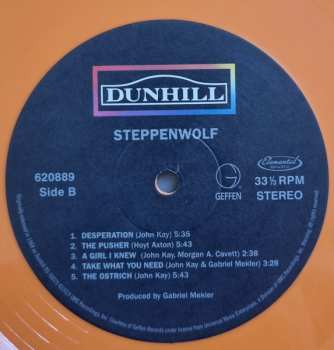 DUNHILL
STEPPENWOLF
620889
Side B
G
GEFFEN
Elemental
33⅓ RPM
STEREO
1. DESPERATION (John Kay) 5:35
2. THE PUSHER (Hoyt Axton) 5:43
3. A GIRL I KNEW (John Kay, Morgan A. Cavett) 2:38
4. TAKE WHAT YOU NEED (John Kay & Gabriel Mekler) 3:28
5. THE OSTRICH (John Kay) 5:43
Produced by Gabriel Mekler